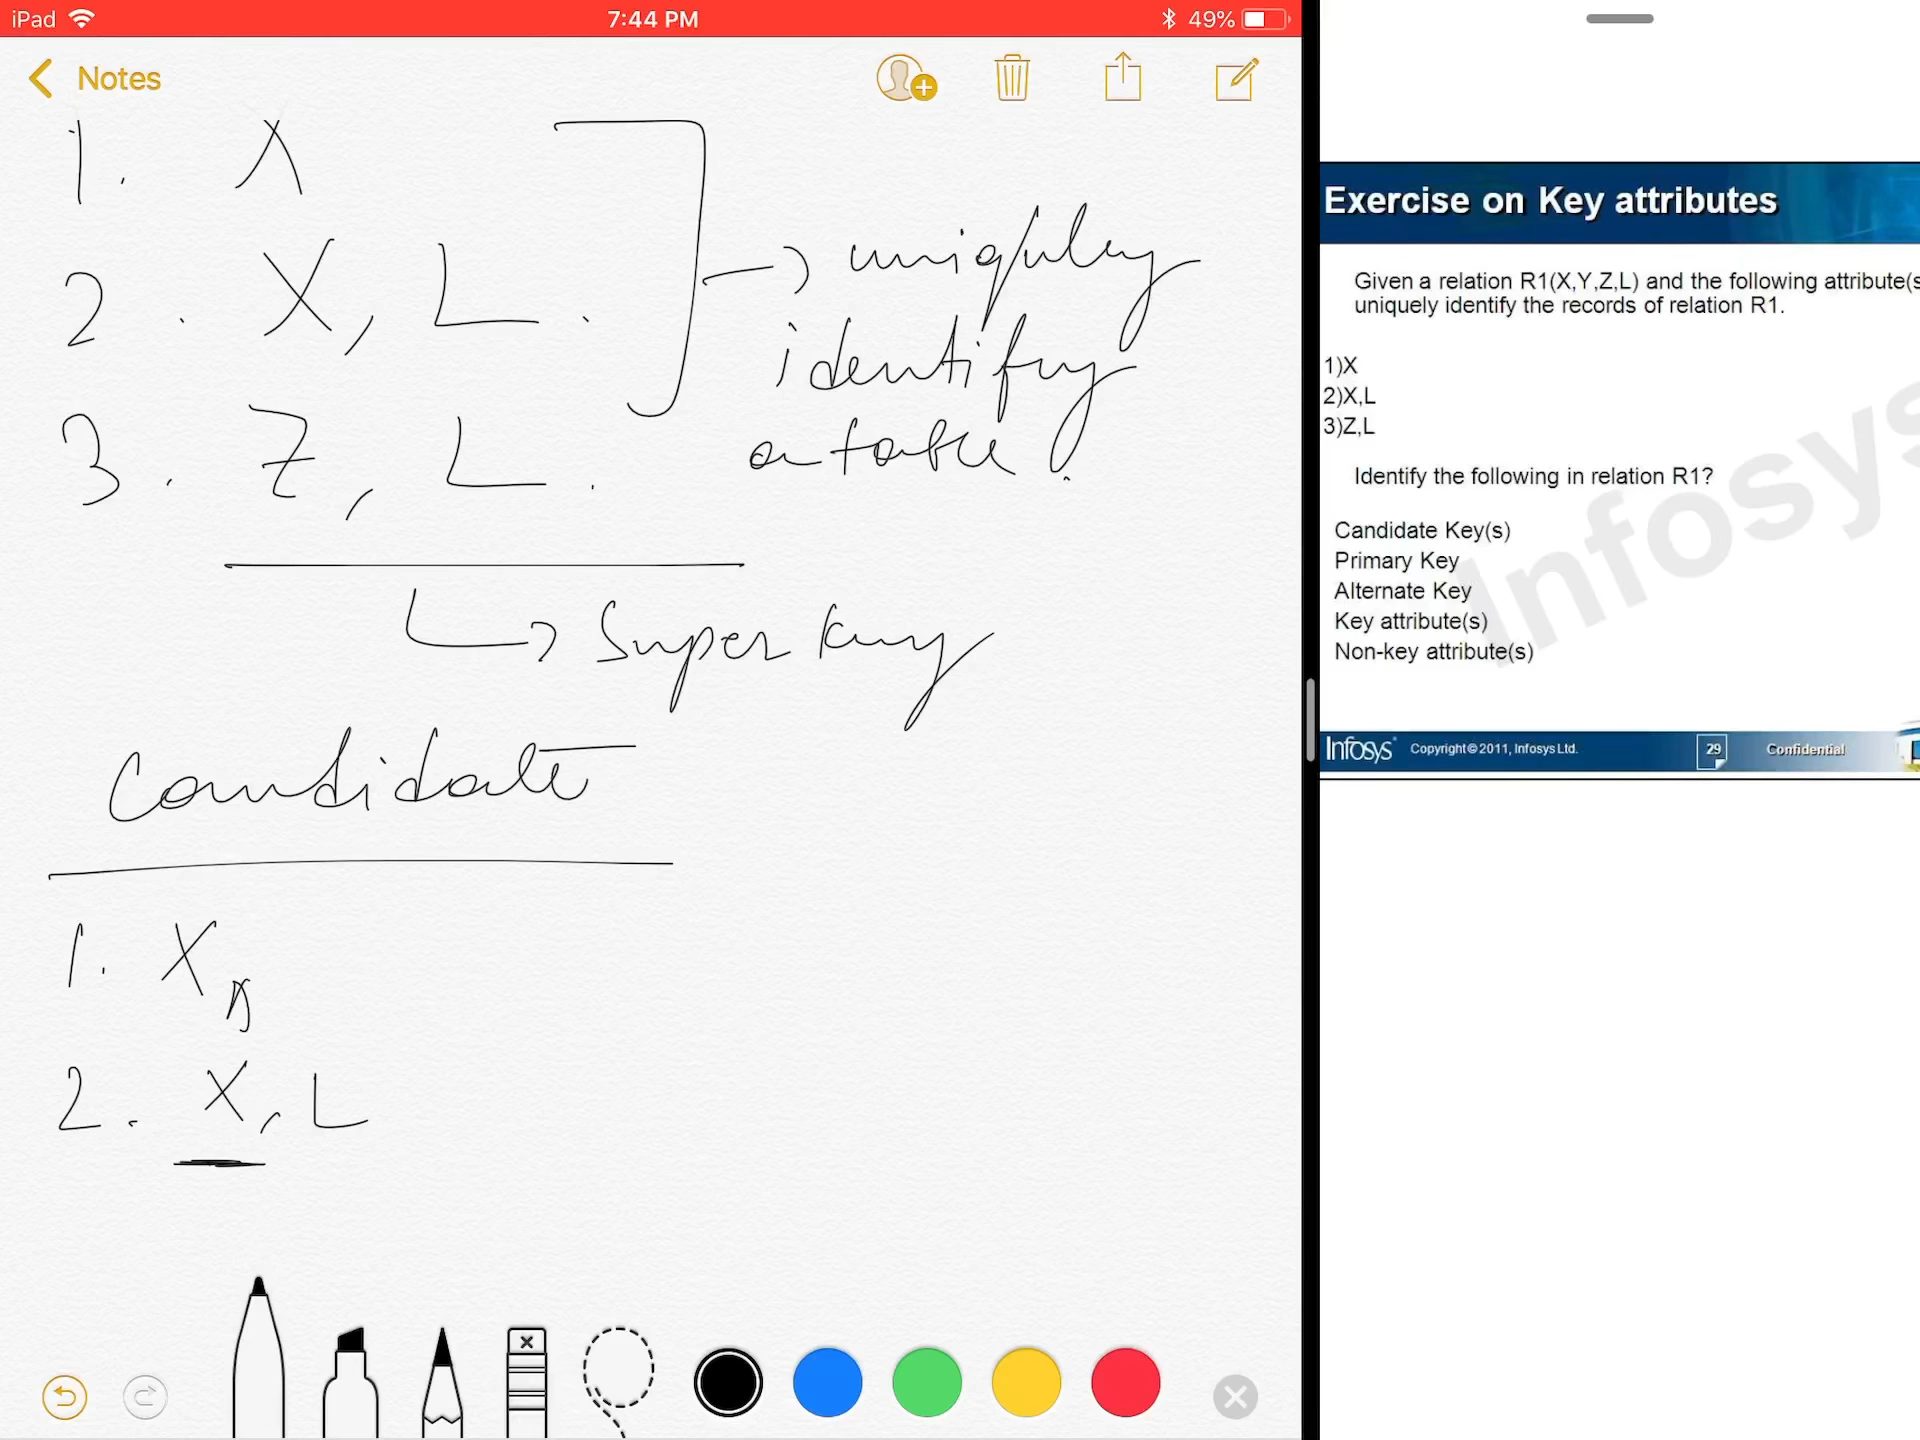 iPad 7:44 PM 49%
Notes
1. X
2. X, L.
3. Z, L.
→ uniquley
identify
a table.
↳ Super key
Candidate
1. X
2. X, L
Exercise on Key attributes
Given a relation R1(X,Y,Z,L) and the following attribute(s
uniquely identify the records of relation R1.
1)X
2)X,L
3)Z,L
Identify the following in relation R1?
Candidate Key(s)
Primary Key
Alternate Key
Key attribute(s)
Non-key attribute(s)
Infosys
Infosys Copyright © 2011, Infosys Ltd. 29 Confidential